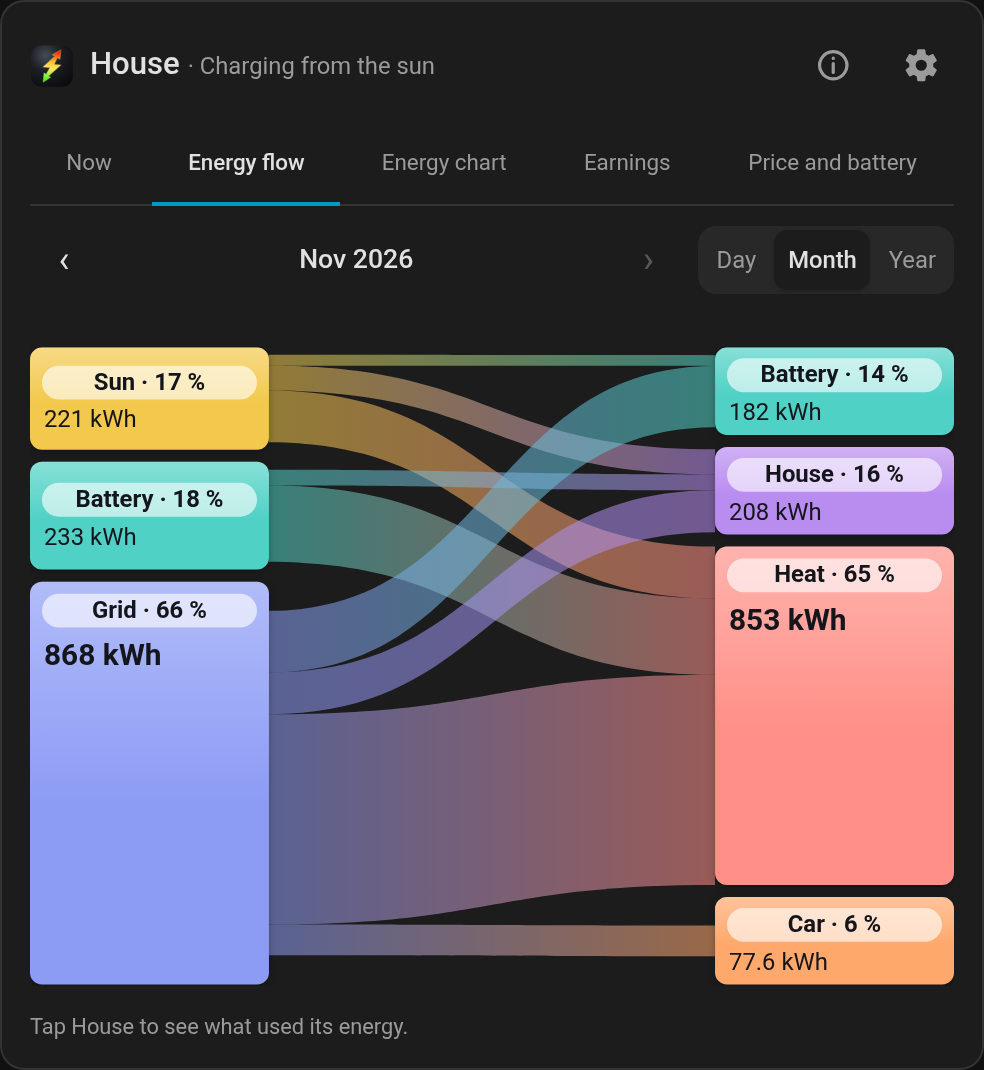 House · Charging from the sun
Now
Energy flow
Energy chart
Earnings
Price and battery
‹
Nov 2026
›
Day
Month
Year
Sun · 17 %
221 kWh
Battery · 18 %
233 kWh
Grid · 66 %
868 kWh
Battery · 14 %
182 kWh
House · 16 %
208 kWh
Heat · 65 %
853 kWh
Car · 6 %
77.6 kWh
Tap House to see what used its energy.